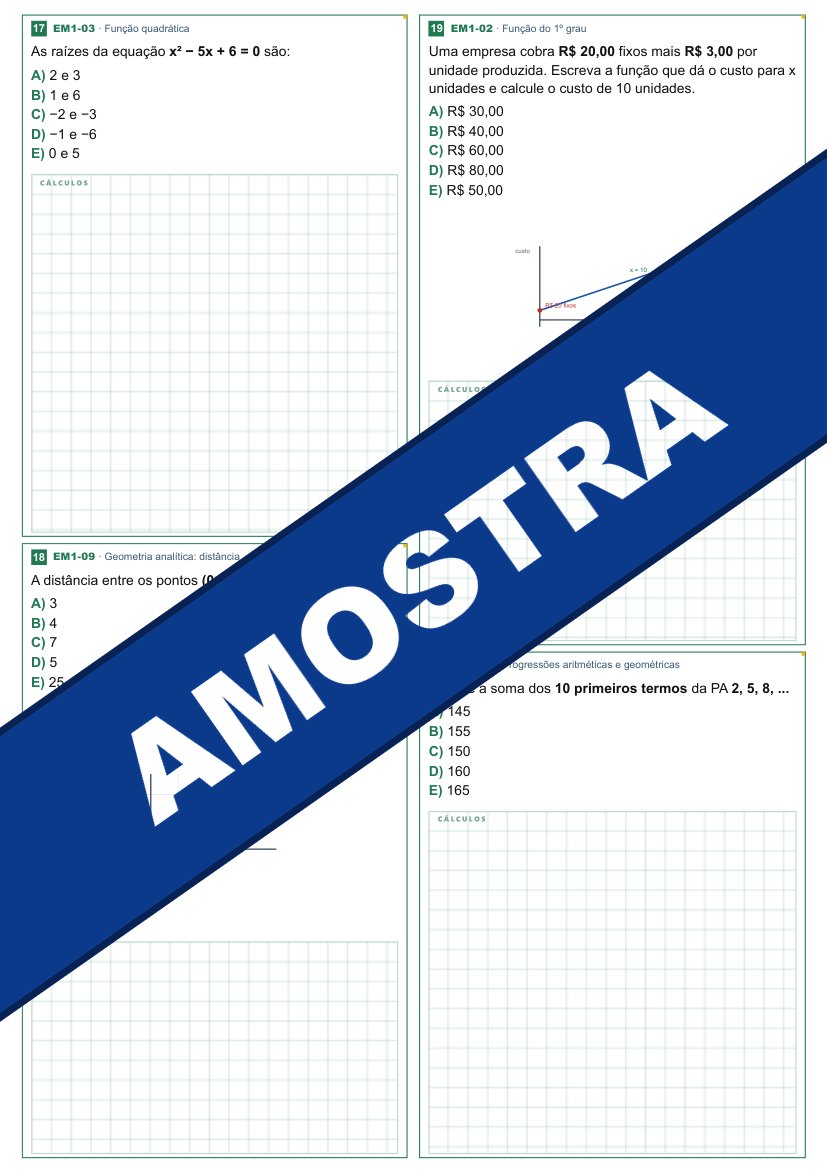 17 EM1-03 · Função quadrática
As raízes da equação x² − 5x + 6 = 0 são:
A) 2 e 3
B) 1 e 6
C) −2 e −3
D) −1 e −6
E) 0 e 5
CÁLCULOS
18 EM1-09 · Geometria analítica: distância
A distância entre os pontos (0
A) 3
B) 4
C) 7
D) 5
E) 25
19 EM1-02 · Função do 1º grau
Uma empresa cobra R$ 20,00 fixos mais R$ 3,00 por
unidade produzida. Escreva a função que dá o custo para x
unidades e calcule o custo de 10 unidades.
A) R$ 30,00
B) R$ 40,00
C) R$ 60,00
D) R$ 80,00
E) R$ 50,00
custo
x = 10
R$ 20 fixos
CÁLCULOS
AMOSTRA
rogressões aritméticas e geométricas
a soma dos 10 primeiros termos da PA 2, 5, 8, ...
145
B) 155
C) 150
D) 160
E) 165
CÁLCULOS